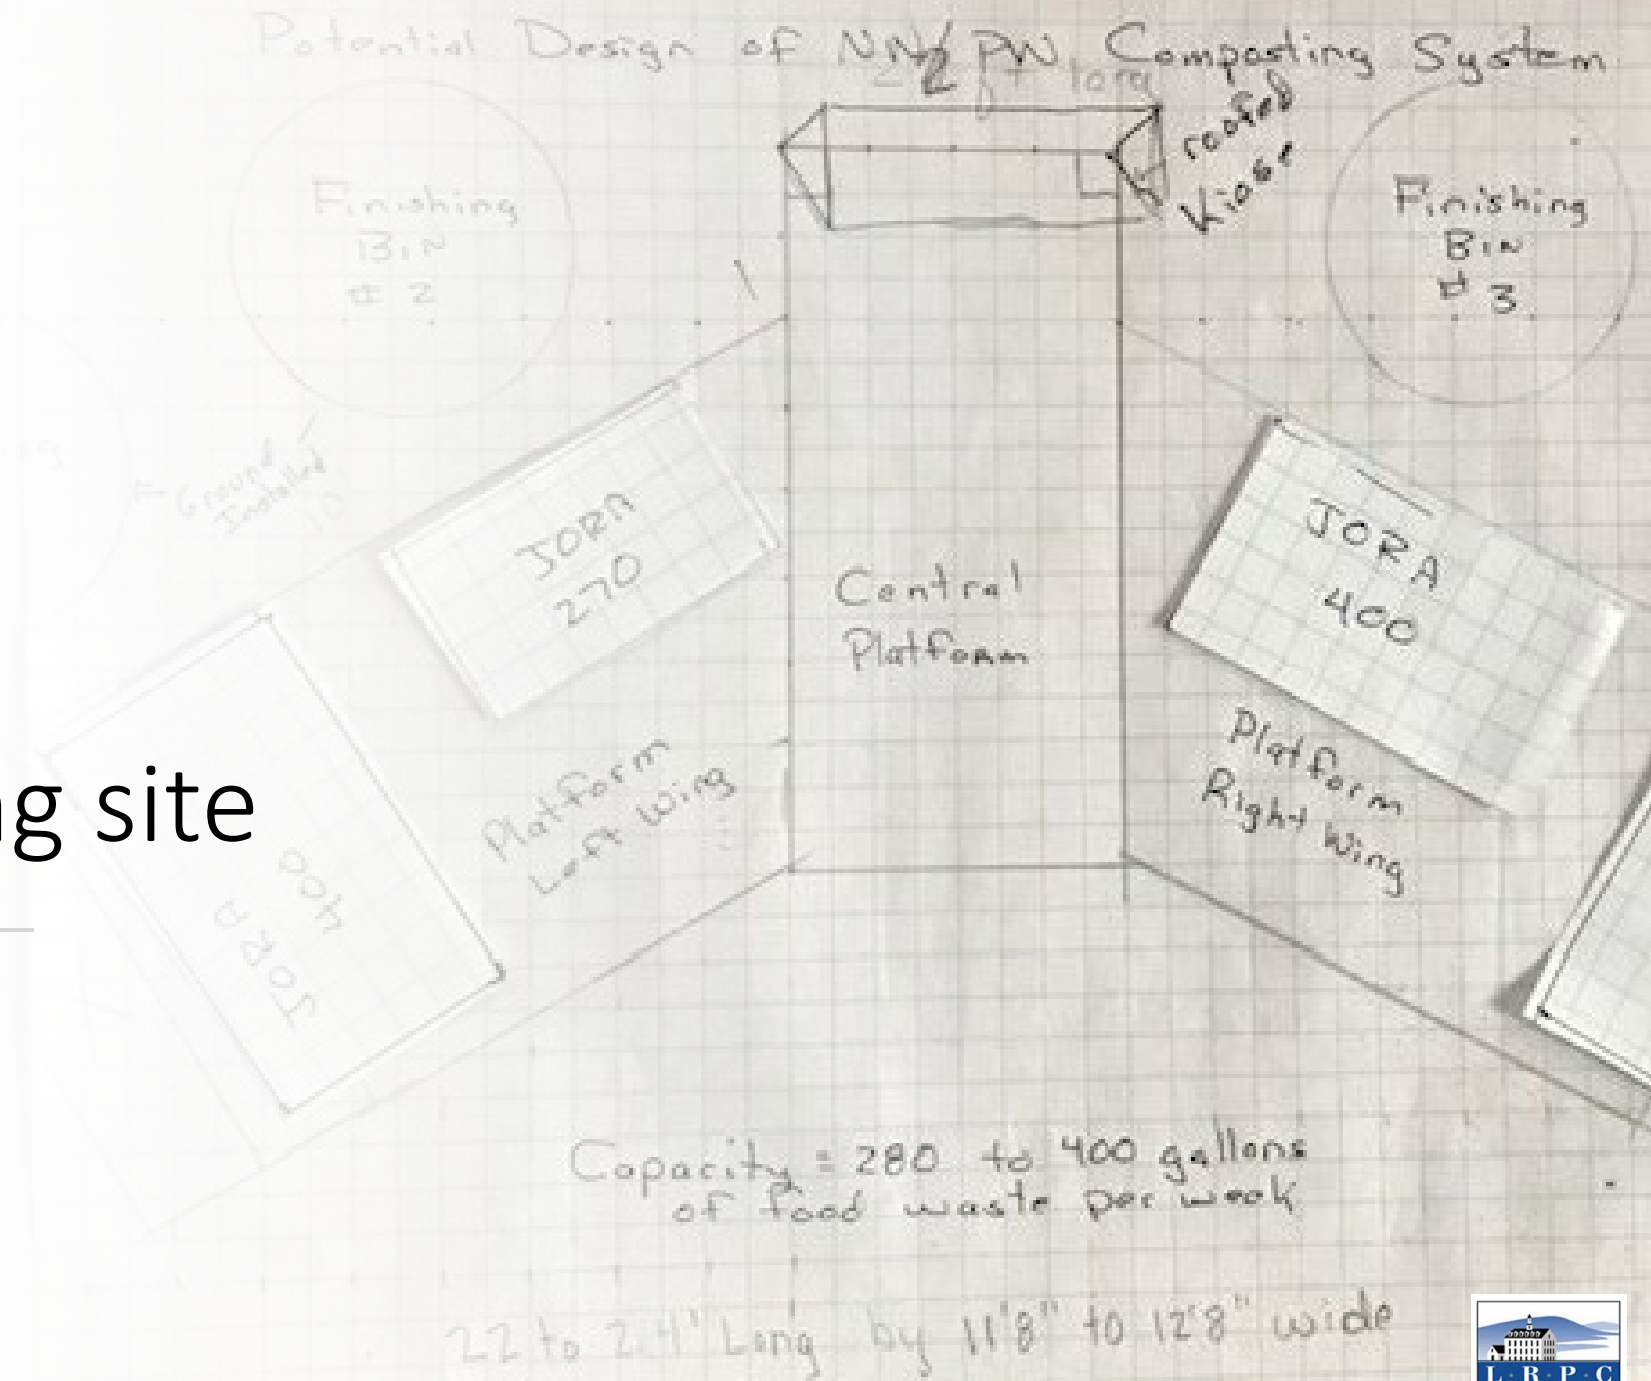 Potential Design of NH2 PW Composting System
roofed
Kiosk
Finishing
Bin
# 2
Finishing
Bin
# 3
Ground
Installed
JORA
270
JORA
400
Central
Platform
Platform
Right Wing
Platform
Left Wing
g site
JORA
400
Capacity = 280 to 400 gallons
of food waste per week
22 to 24' Long by 11'8" to 12'8" wide
L·R·P·C